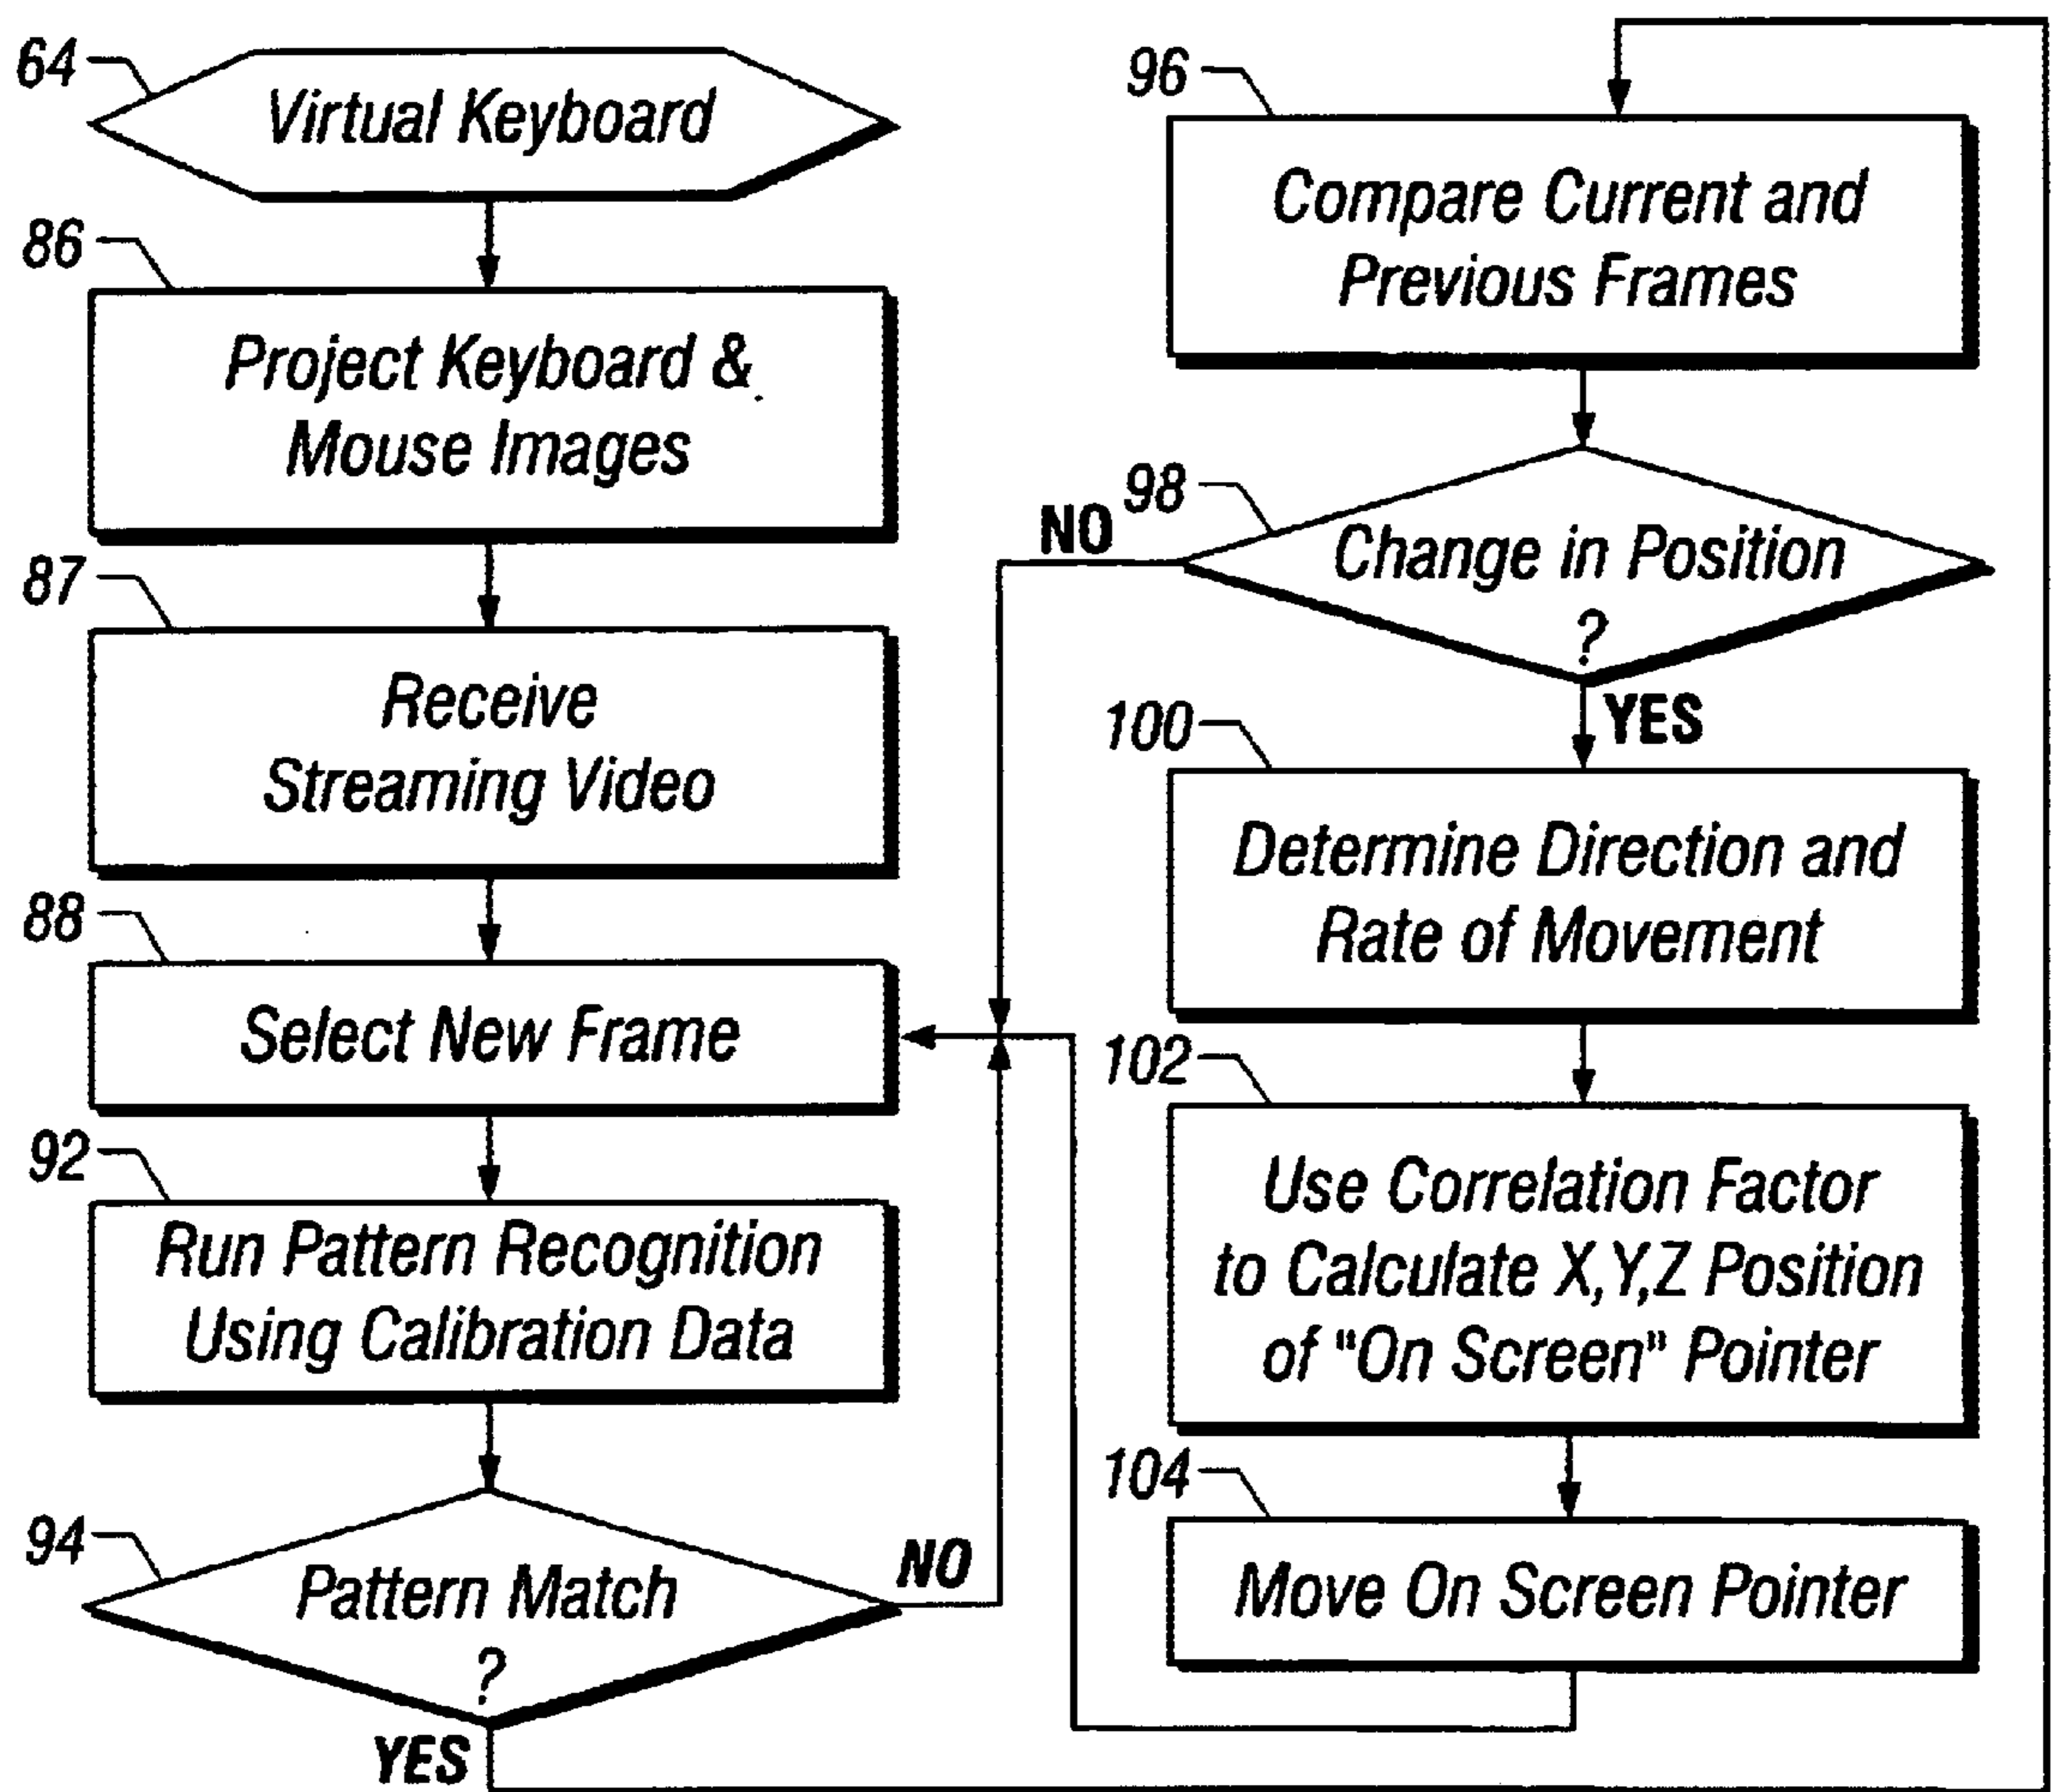 64
Virtual Keyboard
86
Project Keyboard &
Mouse Images
87
Receive
Streaming Video
88
Select New Frame
92
Run Pattern Recognition
Using Calibration Data
94
Pattern Match
?
NO
YES
96
Compare Current and
Previous Frames
98
NO
Change in Position
?
YES
100
Determine Direction and
Rate of Movement
102
Use Correlation Factor
to Calculate X,Y,Z Position
of "On Screen" Pointer
104
Move On Screen Pointer